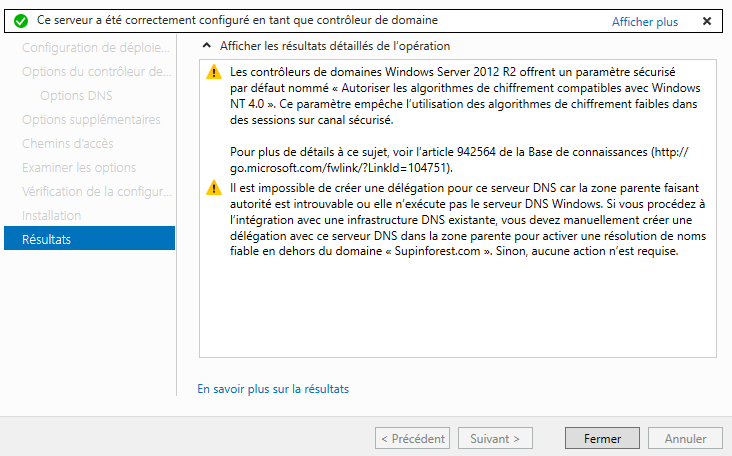 Ce serveur a été correctement configuré en tant que contrôleur de domaine
Afficher plus
Configuration de déploie...
Options du contrôleur de...
Options DNS
Options supplémentaires
Chemins d'accès
Examiner les options
Vérification de la configur...
Installation
Résultats
Afficher les résultats détaillés de l'opération
Les contrôleurs de domaines Windows Server 2012 R2 offrent un paramètre sécurisé
par défaut nommé « Autoriser les algorithmes de chiffrement compatibles avec Windows
NT 4.0 ». Ce paramètre empêche l'utilisation des algorithmes de chiffrement faibles dans
des sessions sur canal sécurisé.
Pour plus de détails à ce sujet, voir l'article 942564 de la Base de connaissances (http://
go.microsoft.com/fwlink/?LinkId=104751).
Il est impossible de créer une délégation pour ce serveur DNS car la zone parente faisant
autorité est introuvable ou elle n'exécute pas le serveur DNS Windows. Si vous procédez à
l'intégration avec une infrastructure DNS existante, vous devez manuellement créer une
délégation avec ce serveur DNS dans la zone parente pour activer une résolution de noms
fiable en dehors du domaine « Supinforest.com ». Sinon, aucune action n'est requise.
En savoir plus sur la résultats
< Précédent
Suivant >
Fermer
Annuler